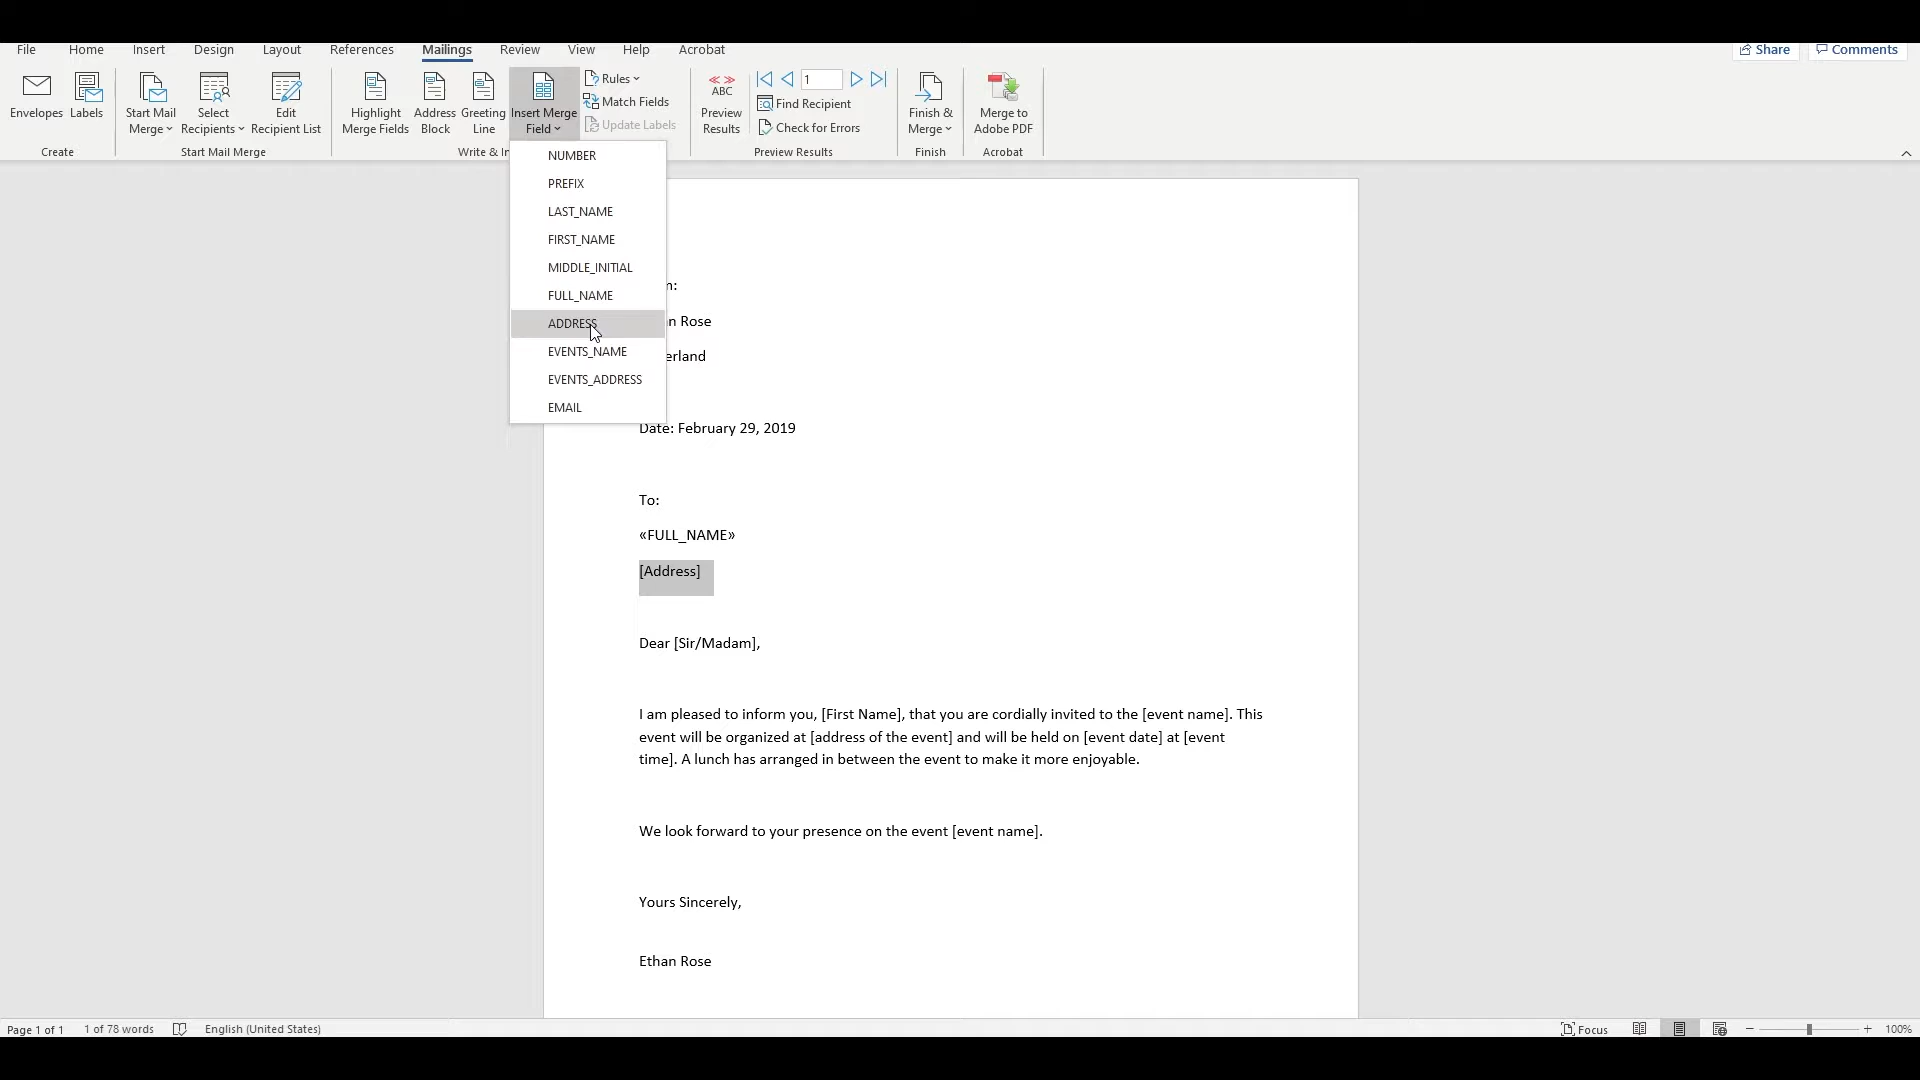 File Home Insert Design Layout References Mailings Review View Help Acrobat Share Comments
Envelopes Labels Start Mail Merge Select Recipients Edit Recipient List Highlight Merge Fields Address Block Greeting Line Insert Merge Field Rules Match Fields Update Labels ABC Preview Results 1 Find Recipient Check for Errors Finish & Merge Merge to Adobe PDF
Create Start Mail Merge Write & In Preview Results Finish Acrobat
NUMBER
PREFIX
LAST_NAME
FIRST_NAME
MIDDLE_INITIAL
FULL_NAME
ADDRESS
EVENTS_NAME
EVENTS_ADDRESS
EMAIL
m:
n Rose
erland
Date: February 29, 2019
To:
«FULL_NAME»
[Address]
Dear [Sir/Madam],
I am pleased to inform you, [First Name], that you are cordially invited to the [event name]. This
event will be organized at [address of the event] and will be held on [event date] at [event
time]. A lunch has arranged in between the event to make it more enjoyable.
We look forward to your presence on the event [event name].
Yours Sincerely,
Ethan Rose
Page 1 of 1 1 of 78 words English (United States) Focus 100%